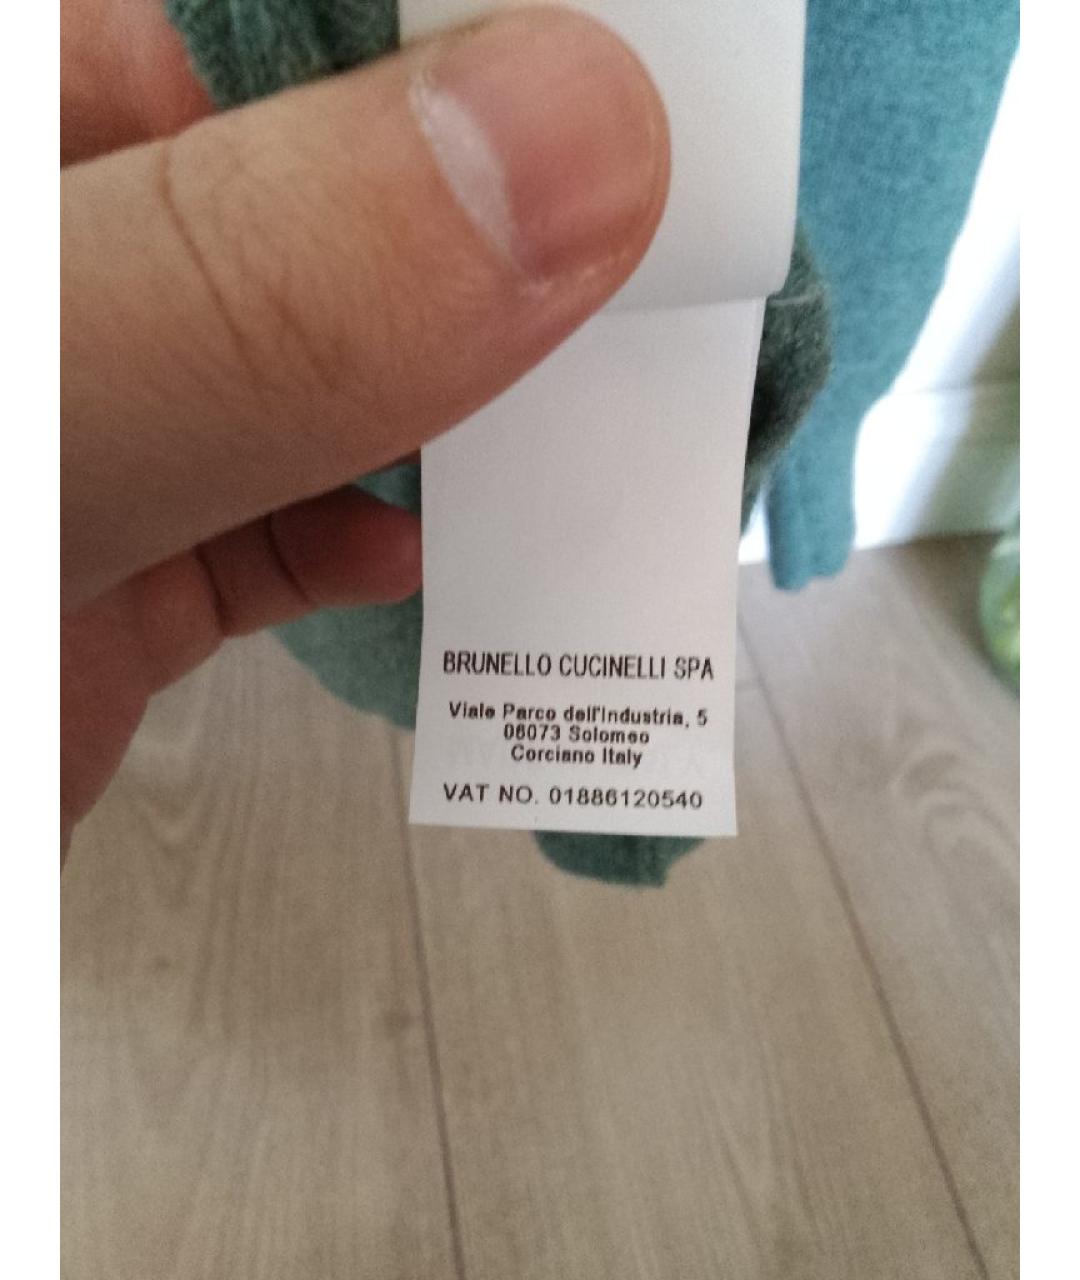 BRUNELLO CUCINELLI SPA
Viale Parco dell'Industria, 5
06073 Solomeo
Corciano Italy
VAT NO. 01886120540